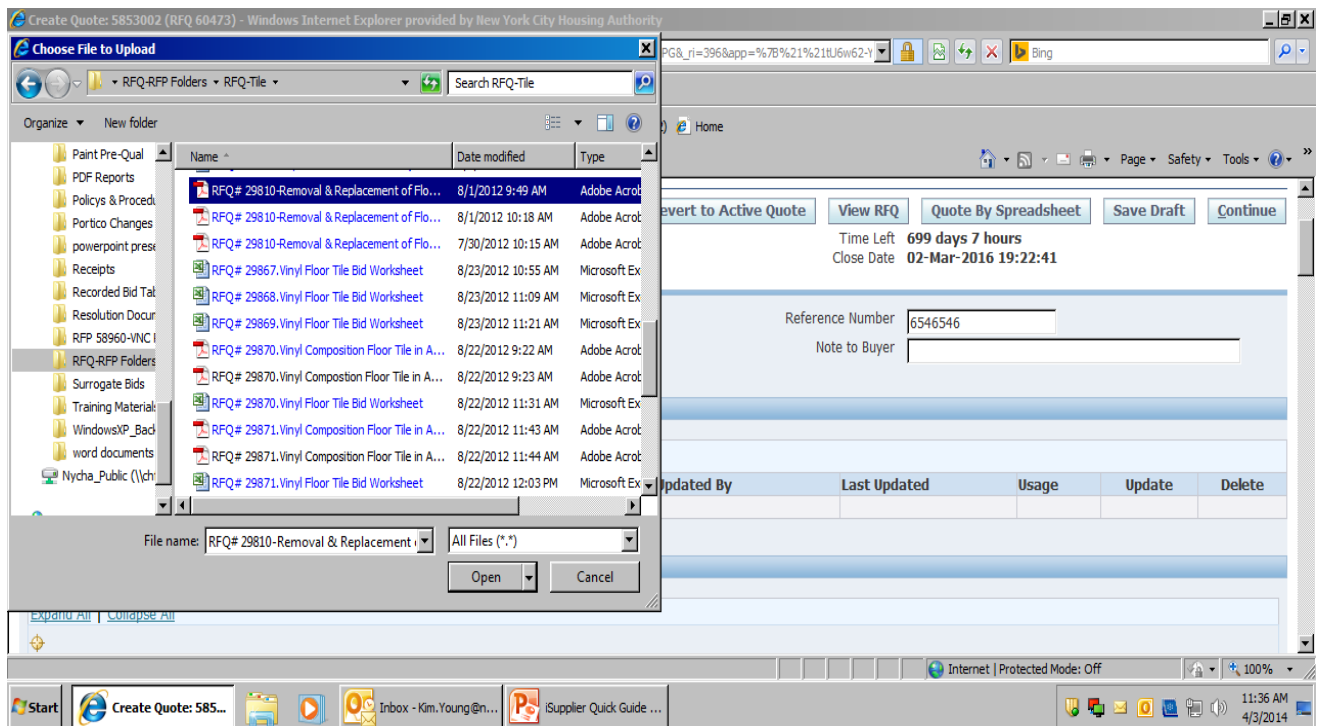 Create Quote: 5853002 (RFQ 60473) - Windows Internet Explorer provided by New York City Housing Authority
Choose File to Upload
RFQ-RFP Folders RFQ-Tile
Search RFQ-Tile
PG&_ri=396&app=%7B%21%21tU6w62-Y
Bing
Organize New folder
Home
Page Safety Tools
Name Date modified Type
Paint Pre-Qual
PDF Reports
Policys & Procedu
Portico Changes
powerpoint prese
Receipts
Recorded Bid Tab
Resolution Docur
RFP 58960-VNC I
RFQ-RFP Folders
Surrogate Bids
Training Materials
WindowsXP_Back
word documents
Nycha_Public (\\ch
RFQ# 29810-Removal & Replacement of Flo... 8/1/2012 9:49 AM Adobe Acrob
RFQ# 29810-Removal & Replacement of Flo... 8/1/2012 10:18 AM Adobe Acrob
RFQ# 29810-Removal & Replacement of Flo... 7/30/2012 10:15 AM Adobe Acrob
RFQ# 29867.Vinyl Floor Tile Bid Worksheet 8/23/2012 10:55 AM Microsoft Ex
RFQ# 29868.Vinyl Floor Tile Bid Worksheet 8/23/2012 11:09 AM Microsoft Ex
RFQ# 29869.Vinyl Floor Tile Bid Worksheet 8/23/2012 11:21 AM Microsoft Ex
RFQ# 29870.Vinyl Composition Floor Tile in A... 8/22/2012 9:22 AM Adobe Acrob
RFQ# 29870.Vinyl Compostion Floor Tile in A... 8/22/2012 9:23 AM Adobe Acrob
RFQ# 29870.Vinyl Floor Tile Bid Worksheet 8/22/2012 11:31 AM Microsoft Ex
RFQ# 29871.Vinyl Composition Floor Tile in A... 8/22/2012 11:43 AM Adobe Acrob
RFQ# 29871.Vinyl Composition Floor Tile in A... 8/22/2012 11:44 AM Adobe Acrob
RFQ# 29871.Vinyl Floor Tile Bid Worksheet 8/22/2012 12:03 PM Microsoft Ex
File name: RFQ# 29810-Removal & Replacement All Files (*.*)
Open Cancel
evert to Active Quote View RFQ Quote By Spreadsheet Save Draft Continue
Time Left 699 days 7 hours
Close Date 02-Mar-2016 19:22:41
Reference Number 6546546
Note to Buyer
Updated By Last Updated Usage Update Delete
Expand All | Collapse All
Internet | Protected Mode: Off 100%
Start Create Quote: 585... Inbox - Kim.Young@n... iSupplier Quick Guide ... 11:36 AM
4/3/2014